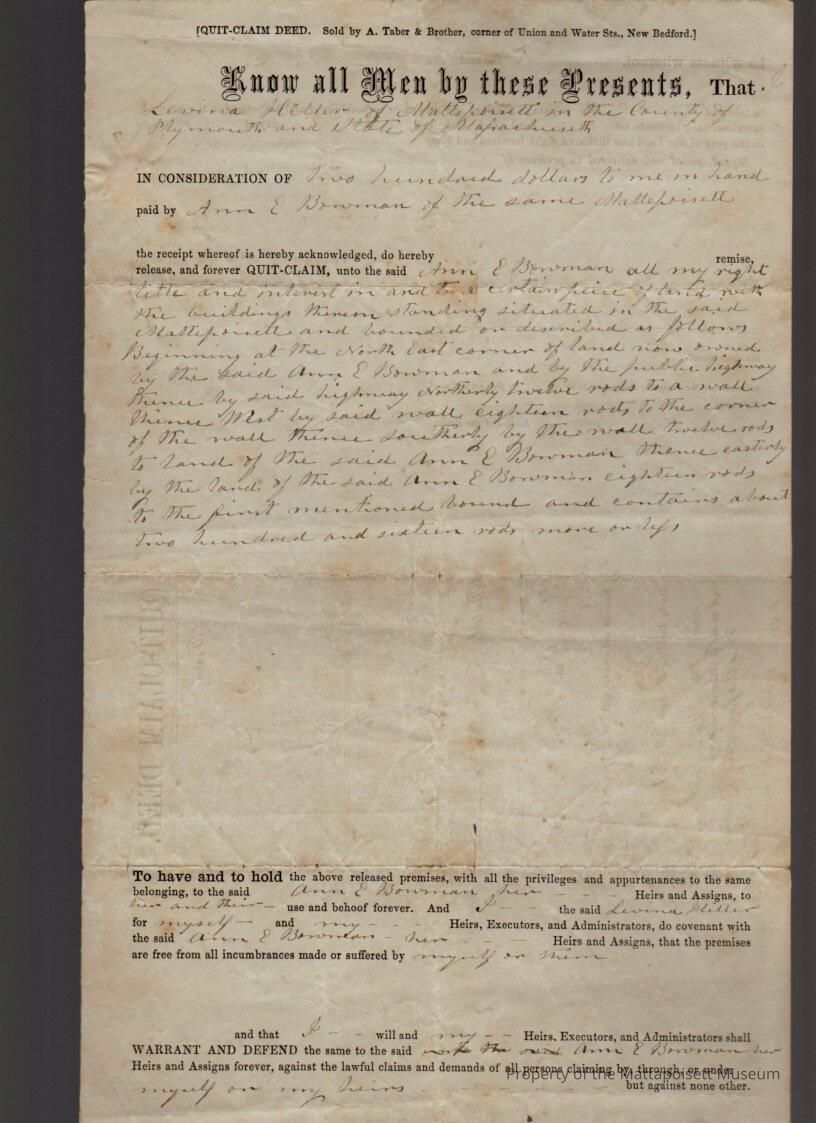 [QUIT-CLAIM DEED. Sold by A. Taber & Brother, corner of Union and Water Sts., New Bedford.]
Know all Men by these Presents, That I
Levina Hiller of Mattepoisett in the County of
Plymouth and State of Massachusetts
IN CONSIDERATION OF two hundred dollars to me in hand
paid by Ann E Bowman of the same Mattepoisett
the receipt whereof is hereby acknowledged, do hereby remise,
release, and forever QUIT-CLAIM, unto the said Ann E Bowman all my right
title and interist in and to a certain piece of land with
the buildings thereon standing situated in the said
Mattepoisett and bounded or described as follows
Beginning at the North East corner of land now owned
by the said Ann E Bowman and by the public highway
thence by said highway Northerly twelve rods to a wall
thence West by said wall eighteen rods to the corner
of the wall thence southerly by the wall twelve rods
to land of the said Ann E Bowman thence easterly
by the land of the said Ann E Bowman eighteen rods
to the first mentioned bound and contains about
two hundred and sixteen rods more or less
QUIT-CLAIM DEED.
To have and to hold the above released premises, with all the privileges and appurtenances to the same
belonging, to the said Ann E Bowman her Heirs and Assigns, to
her and their use and behoof forever. And I the said Levina Hiller
for myself and my Heirs, Executors, and Administrators, do covenant with
the said Ann E Bowman her Heirs and Assigns, that the premises
are free from all incumbrances made or suffered by myself or them
and that I will and my Heirs, Executors, and Administrators shall
WARRANT AND DEFEND the same to the said Ann E Bowman her
Heirs and Assigns forever, against the lawful claims and demands of all persons claiming by, through, or under
myself or my heirs but against none other.
Property of the Mattapoisett Museum